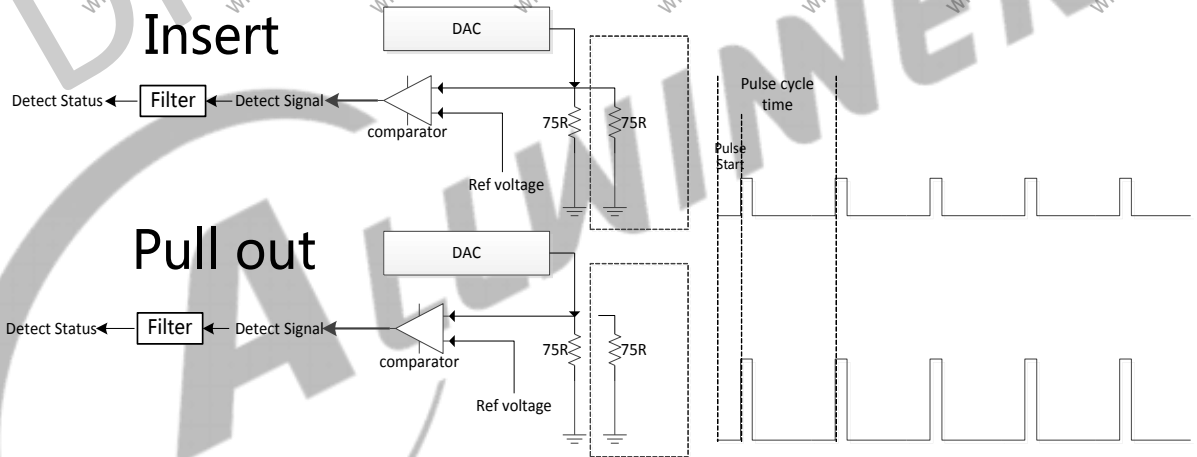 Insert
DAC
Detect Status
Filter
Detect Signal
comparator
75R
75R
Ref voltage
Pulse cycle
time
Pulse
Start
Pull out
DAC
Detect Status
Filter
Detect Signal
comparator
75R
75R
Ref voltage
ALLWINNER